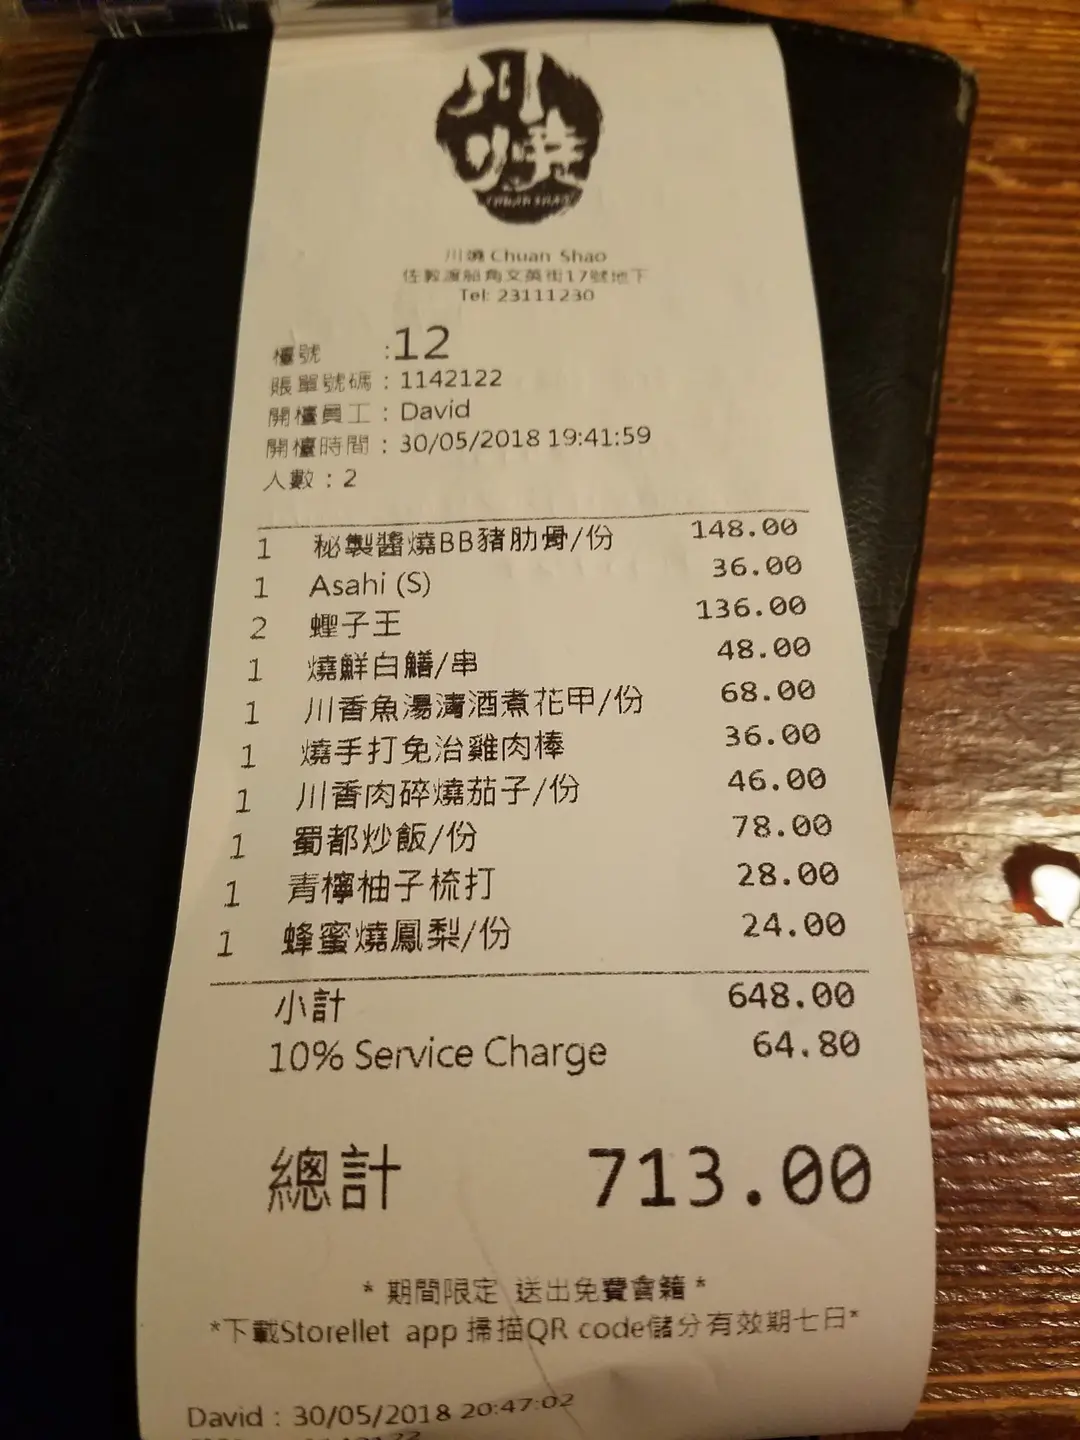 川燒
CHUAN SHAO
川燒 Chuan Shao
佐敦渡船角文英街17號地下
Tel: 23111230
檯號 :12
賬單號碼 : 1142122
開檯員工 : David
開檯時間 : 30/05/2018 19:41:59
人數 : 2
1 秘製醬燒BB豬肋骨/份 148.00
1 Asahi (S) 36.00
2 蟶子王 136.00
1 燒鮮白鱔/串 48.00
1 川香魚湯清酒煮花甲/份 68.00
1 燒手打免治雞肉棒 36.00
1 川香肉碎燒茄子/份 46.00
1 蜀都炒飯/份 78.00
1 青檸柚子梳打 28.00
1 蜂蜜燒鳳梨/份 24.00
小計 648.00
10% Service Charge 64.80
總計 713.00
* 期間限定 送出免費會籍 *
*下載Storellet app 掃描QR code儲分有效期七日*
David : 30/05/2018 20:47:02
1142122